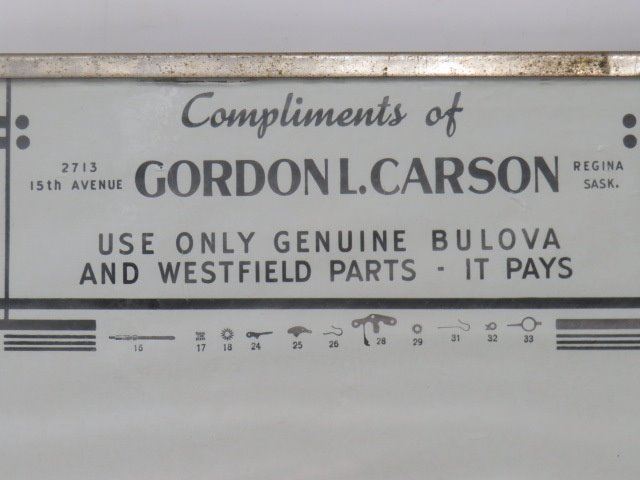 Compliments of
2713
15th AVENUE
GORDON L. CARSON
REGINA
SASK.
USE ONLY GENUINE BULOVA
AND WESTFIELD PARTS - IT PAYS
16 17 18 24 25 26 28 29 31 32 33